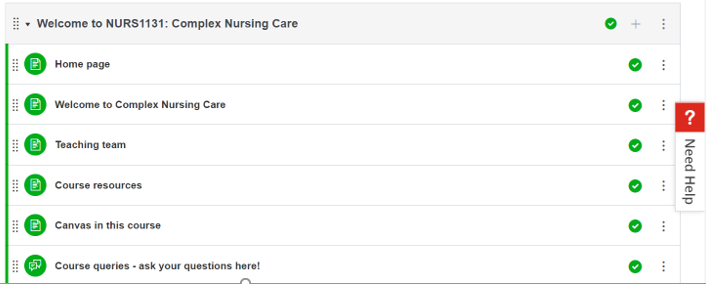 Welcome to NURS1131: Complex Nursing Care
Home page
Welcome to Complex Nursing Care
Teaching team
Course resources
Canvas in this course
Course queries - ask your questions here!
?
Need Help